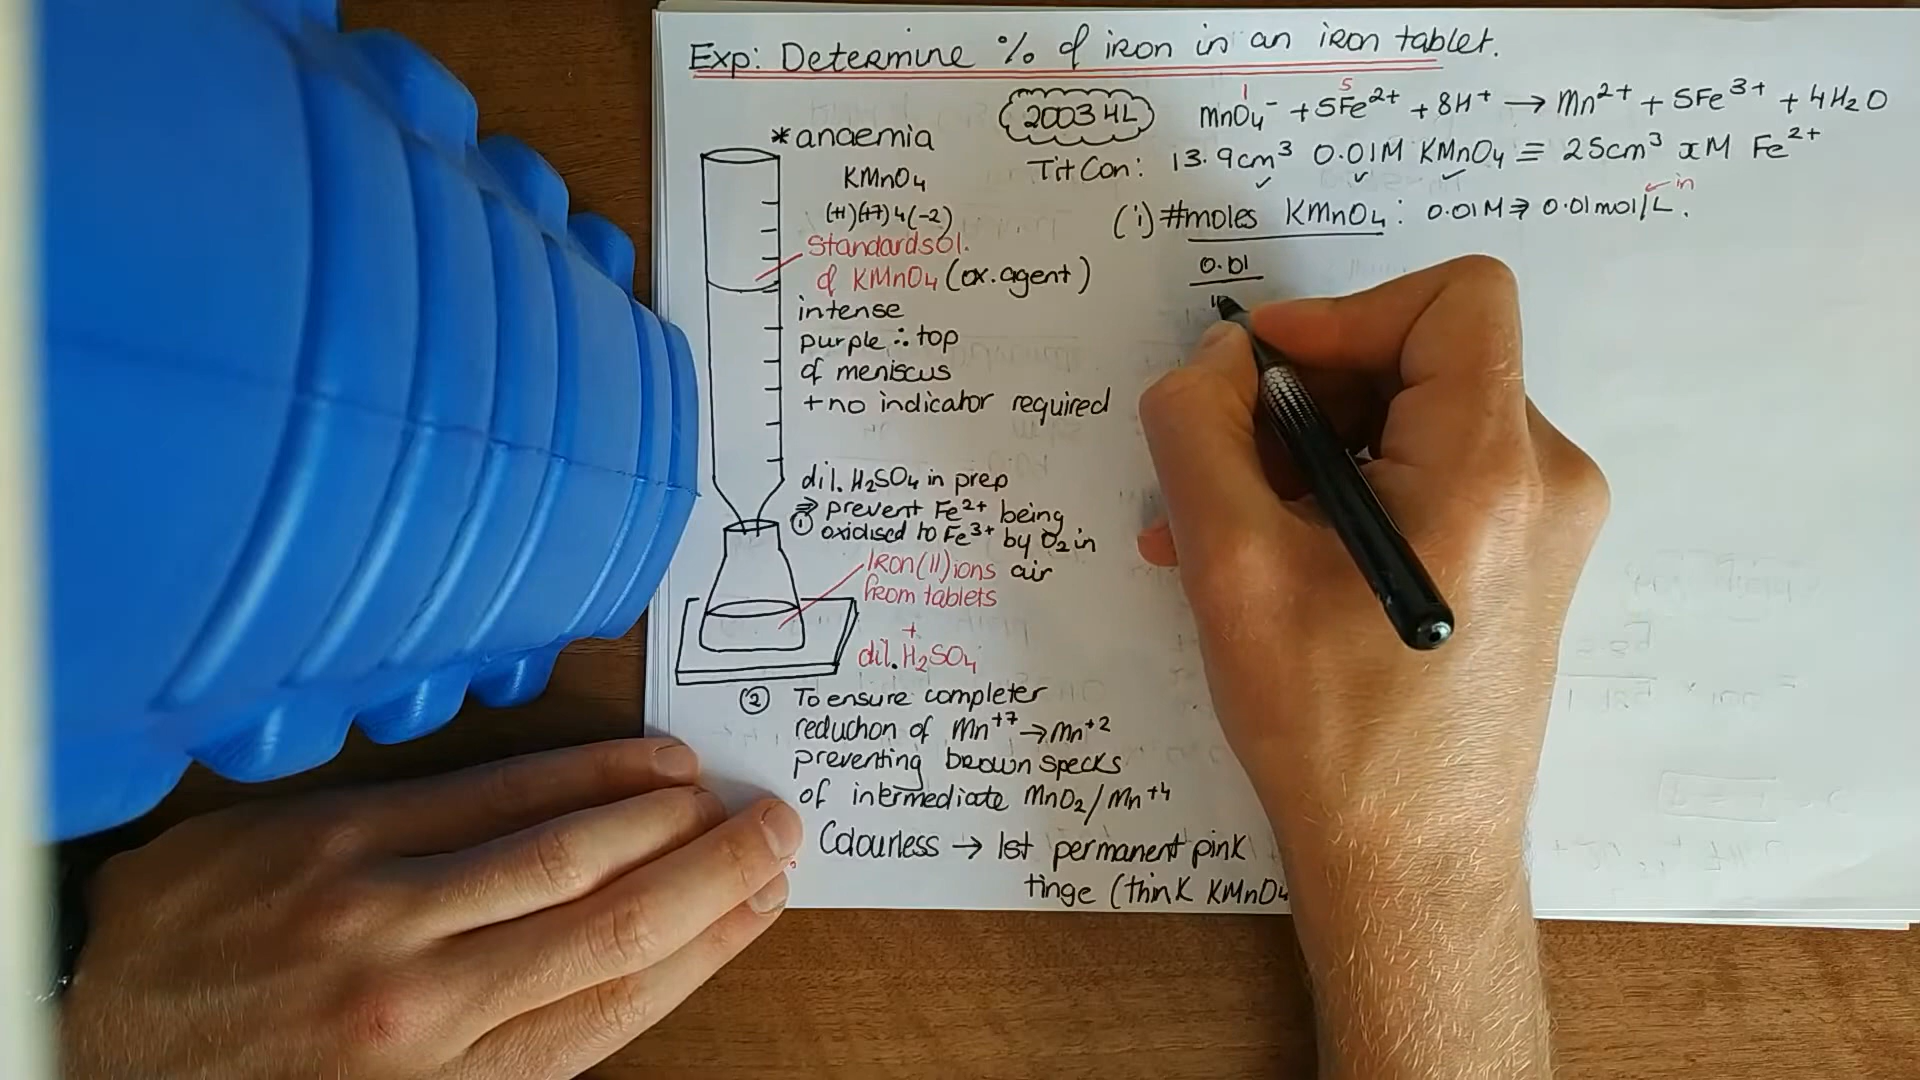 Exp: Determine % of iron in an iron tablet.
2003 HL
1 5
MnO4⁻ + 5Fe²⁺ + 8H⁺ → Mn²⁺ + 5Fe³⁺ + 4H2O
Tit Con: 13.9cm³ 0.01M KMnO4 ≡ 25cm³ xM Fe²⁺
in
(i) #moles KMnO4: 0.01M ⇒ 0.01mol/L.
0.01
*anaemia
KMnO4
(+1)(+7)4(-2)
Standard sol.
of KMnO4 (ox.agent)
intense
purple ∴ top
of meniscus
+ no indicator required
dil. H2SO4 in prep
⇒ prevent Fe²⁺ being
① oxidised to Fe³⁺ by O2 in
air
Iron(II) ions
from tablets
+
dil. H2SO4
② To ensure completer
reduction of Mn⁺⁷ → Mn⁺²
preventing brown specks
of intermediate MnO2/Mn⁺⁴
Colourless → 1st permanent pink
tinge (think KMnO4